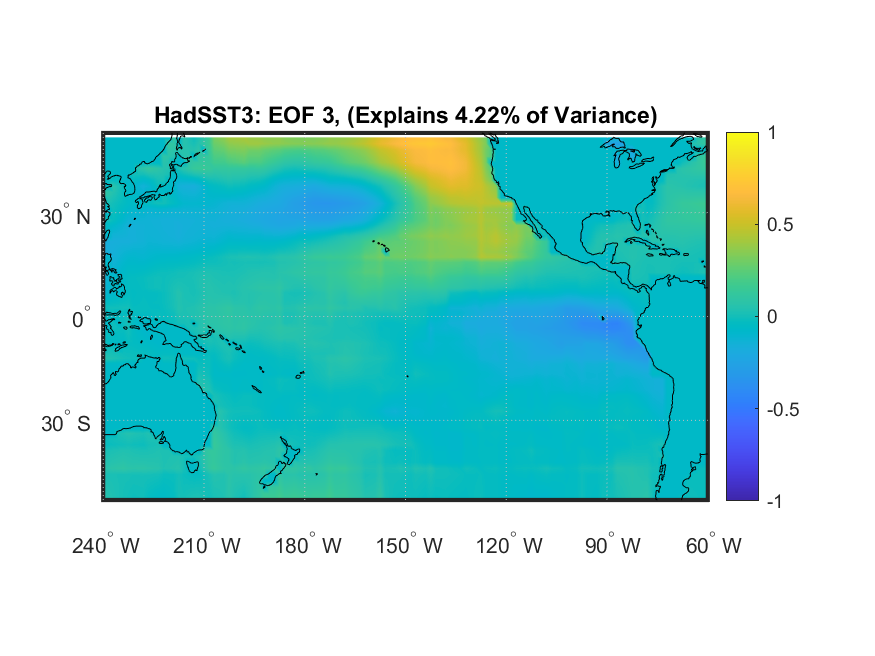 HadSST3: EOF 3, (Explains 4.22% of Variance)
1
0.5
0
-0.5
-1
30° N
0°
30° S
240° W 210° W 180° W 150° W 120° W 90° W 60° W